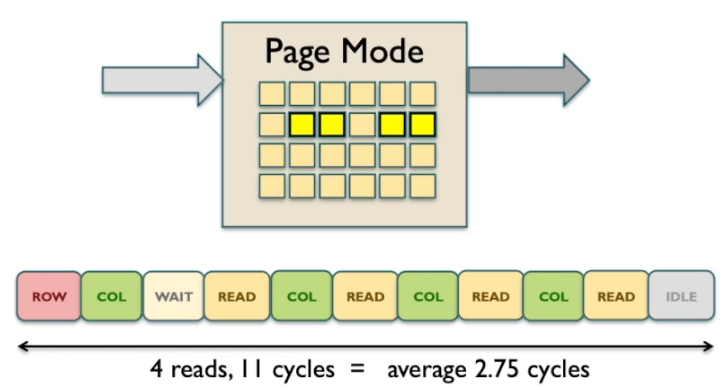 Page Mode
ROW COL WAIT READ COL READ COL READ COL READ IDLE
4 reads, 11 cycles = average 2.75 cycles